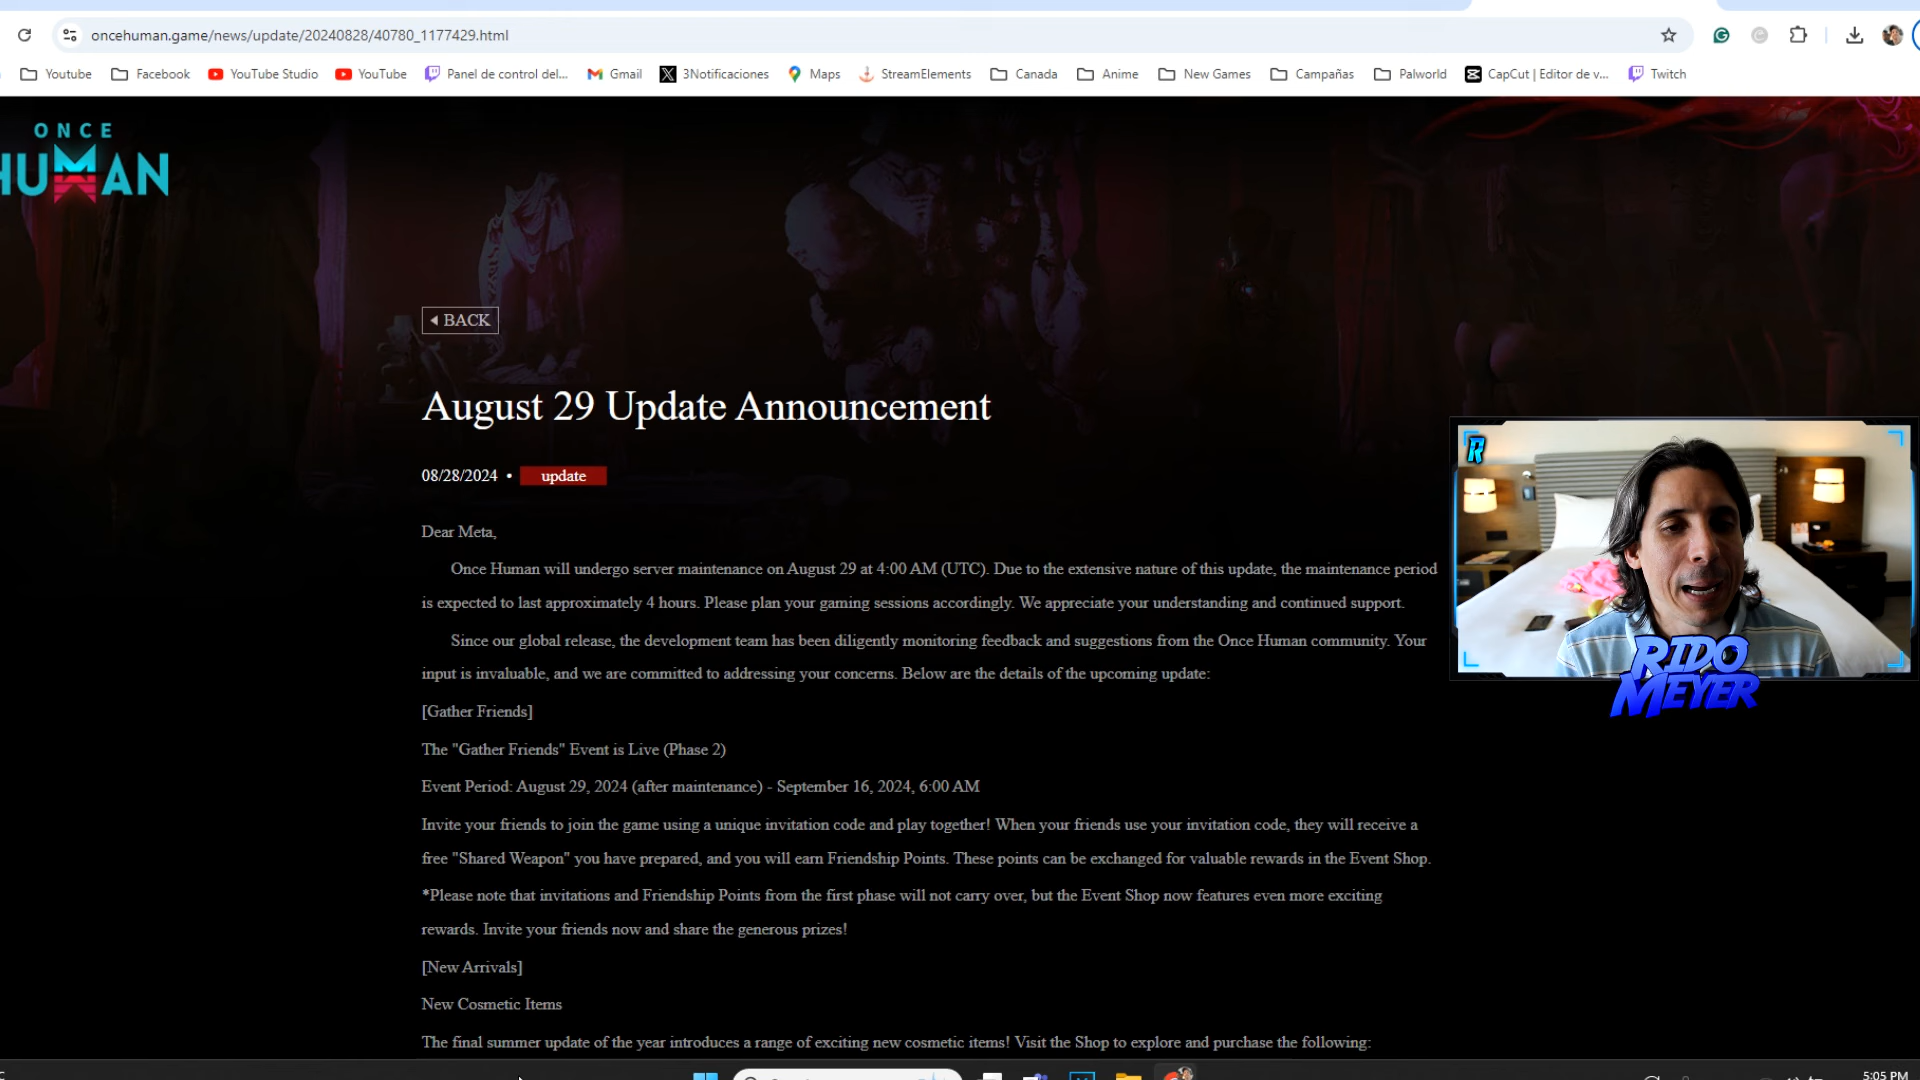 oncehuman.game/news/update/20240828/40780_1177429.html
Youtube Facebook YouTube Studio YouTube Panel de control del... Gmail 3Notificaciones Maps StreamElements Canada Anime New Games Campañas Palworld CapCut | Editor de v... Twitch
ONCE
HUMAN
BACK
August 29 Update Announcement
08/28/2024 • update
Dear Meta,
Once Human will undergo server maintenance on August 29 at 4:00 AM (UTC). Due to the extensive nature of this update, the maintenance period
is expected to last approximately 4 hours. Please plan your gaming sessions accordingly. We appreciate your understanding and continued support.
Since our global release, the development team has been diligently monitoring feedback and suggestions from the Once Human community. Your
input is invaluable, and we are committed to addressing your concerns. Below are the details of the upcoming update:
[Gather Friends]
The "Gather Friends" Event is Live (Phase 2)
Event Period: August 29, 2024 (after maintenance) - September 16, 2024, 6:00 AM
Invite your friends to join the game using a unique invitation code and play together! When your friends use your invitation code, they will receive a
free "Shared Weapon" you have prepared, and you will earn Friendship Points. These points can be exchanged for valuable rewards in the Event Shop.
*Please note that invitations and Friendship Points from the first phase will not carry over, but the Event Shop now features even more exciting
rewards. Invite your friends now and share the generous prizes!
[New Arrivals]
New Cosmetic Items
The final summer update of the year introduces a range of exciting new cosmetic items! Visit the Shop to explore and purchase the following:
R
RIDO
MEYER
5:05 PM